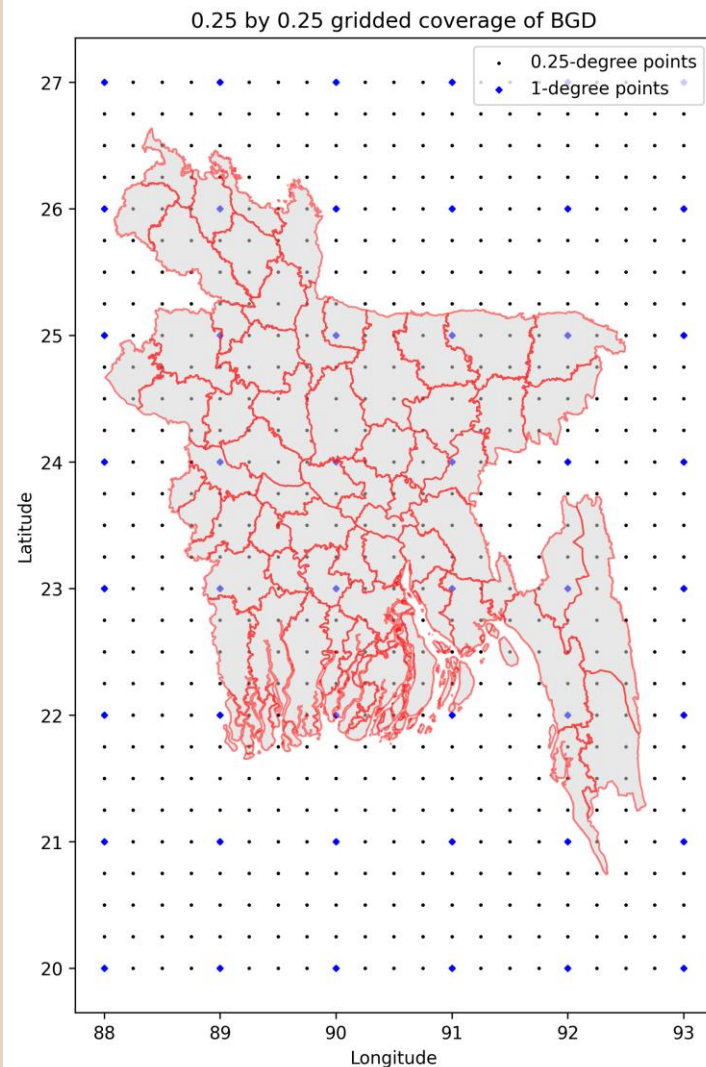 0.25 by 0.25 gridded coverage of BGD
0.25-degree points
1-degree points
27
26
25
24
23
22
21
20
Latitude
88 89 90 91 92 93
Longitude